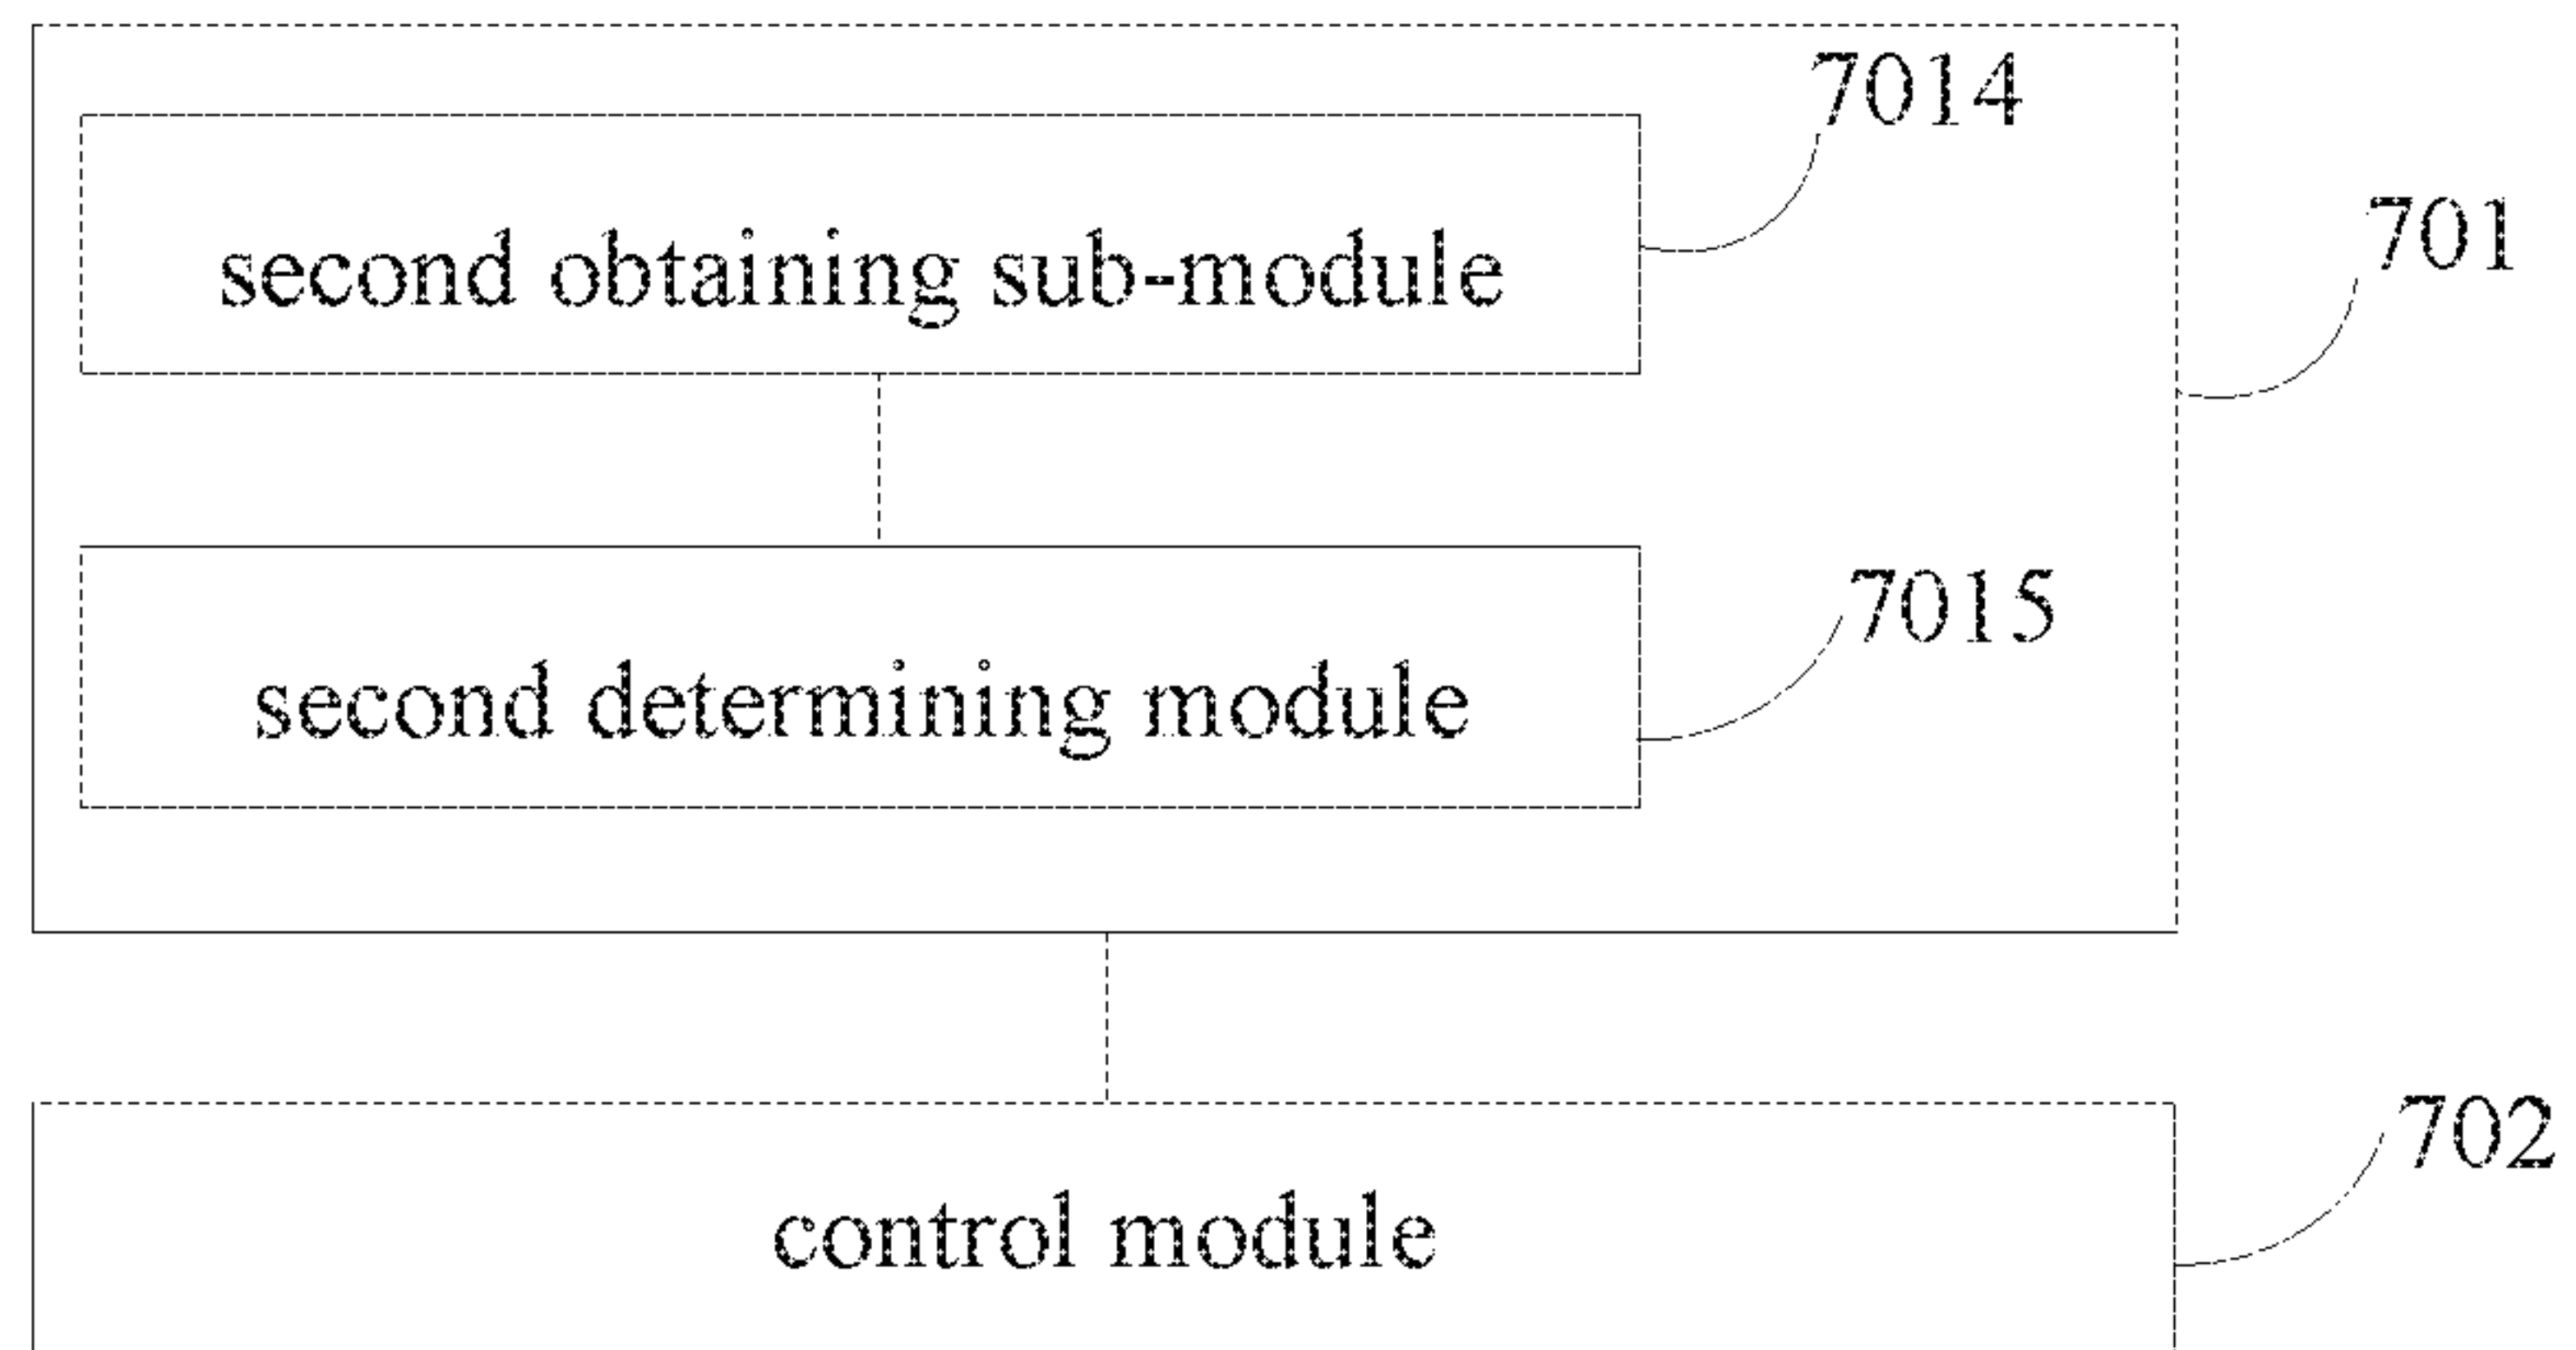 7014
second obtaining sub-module
701
7015
second determining module
702
control module